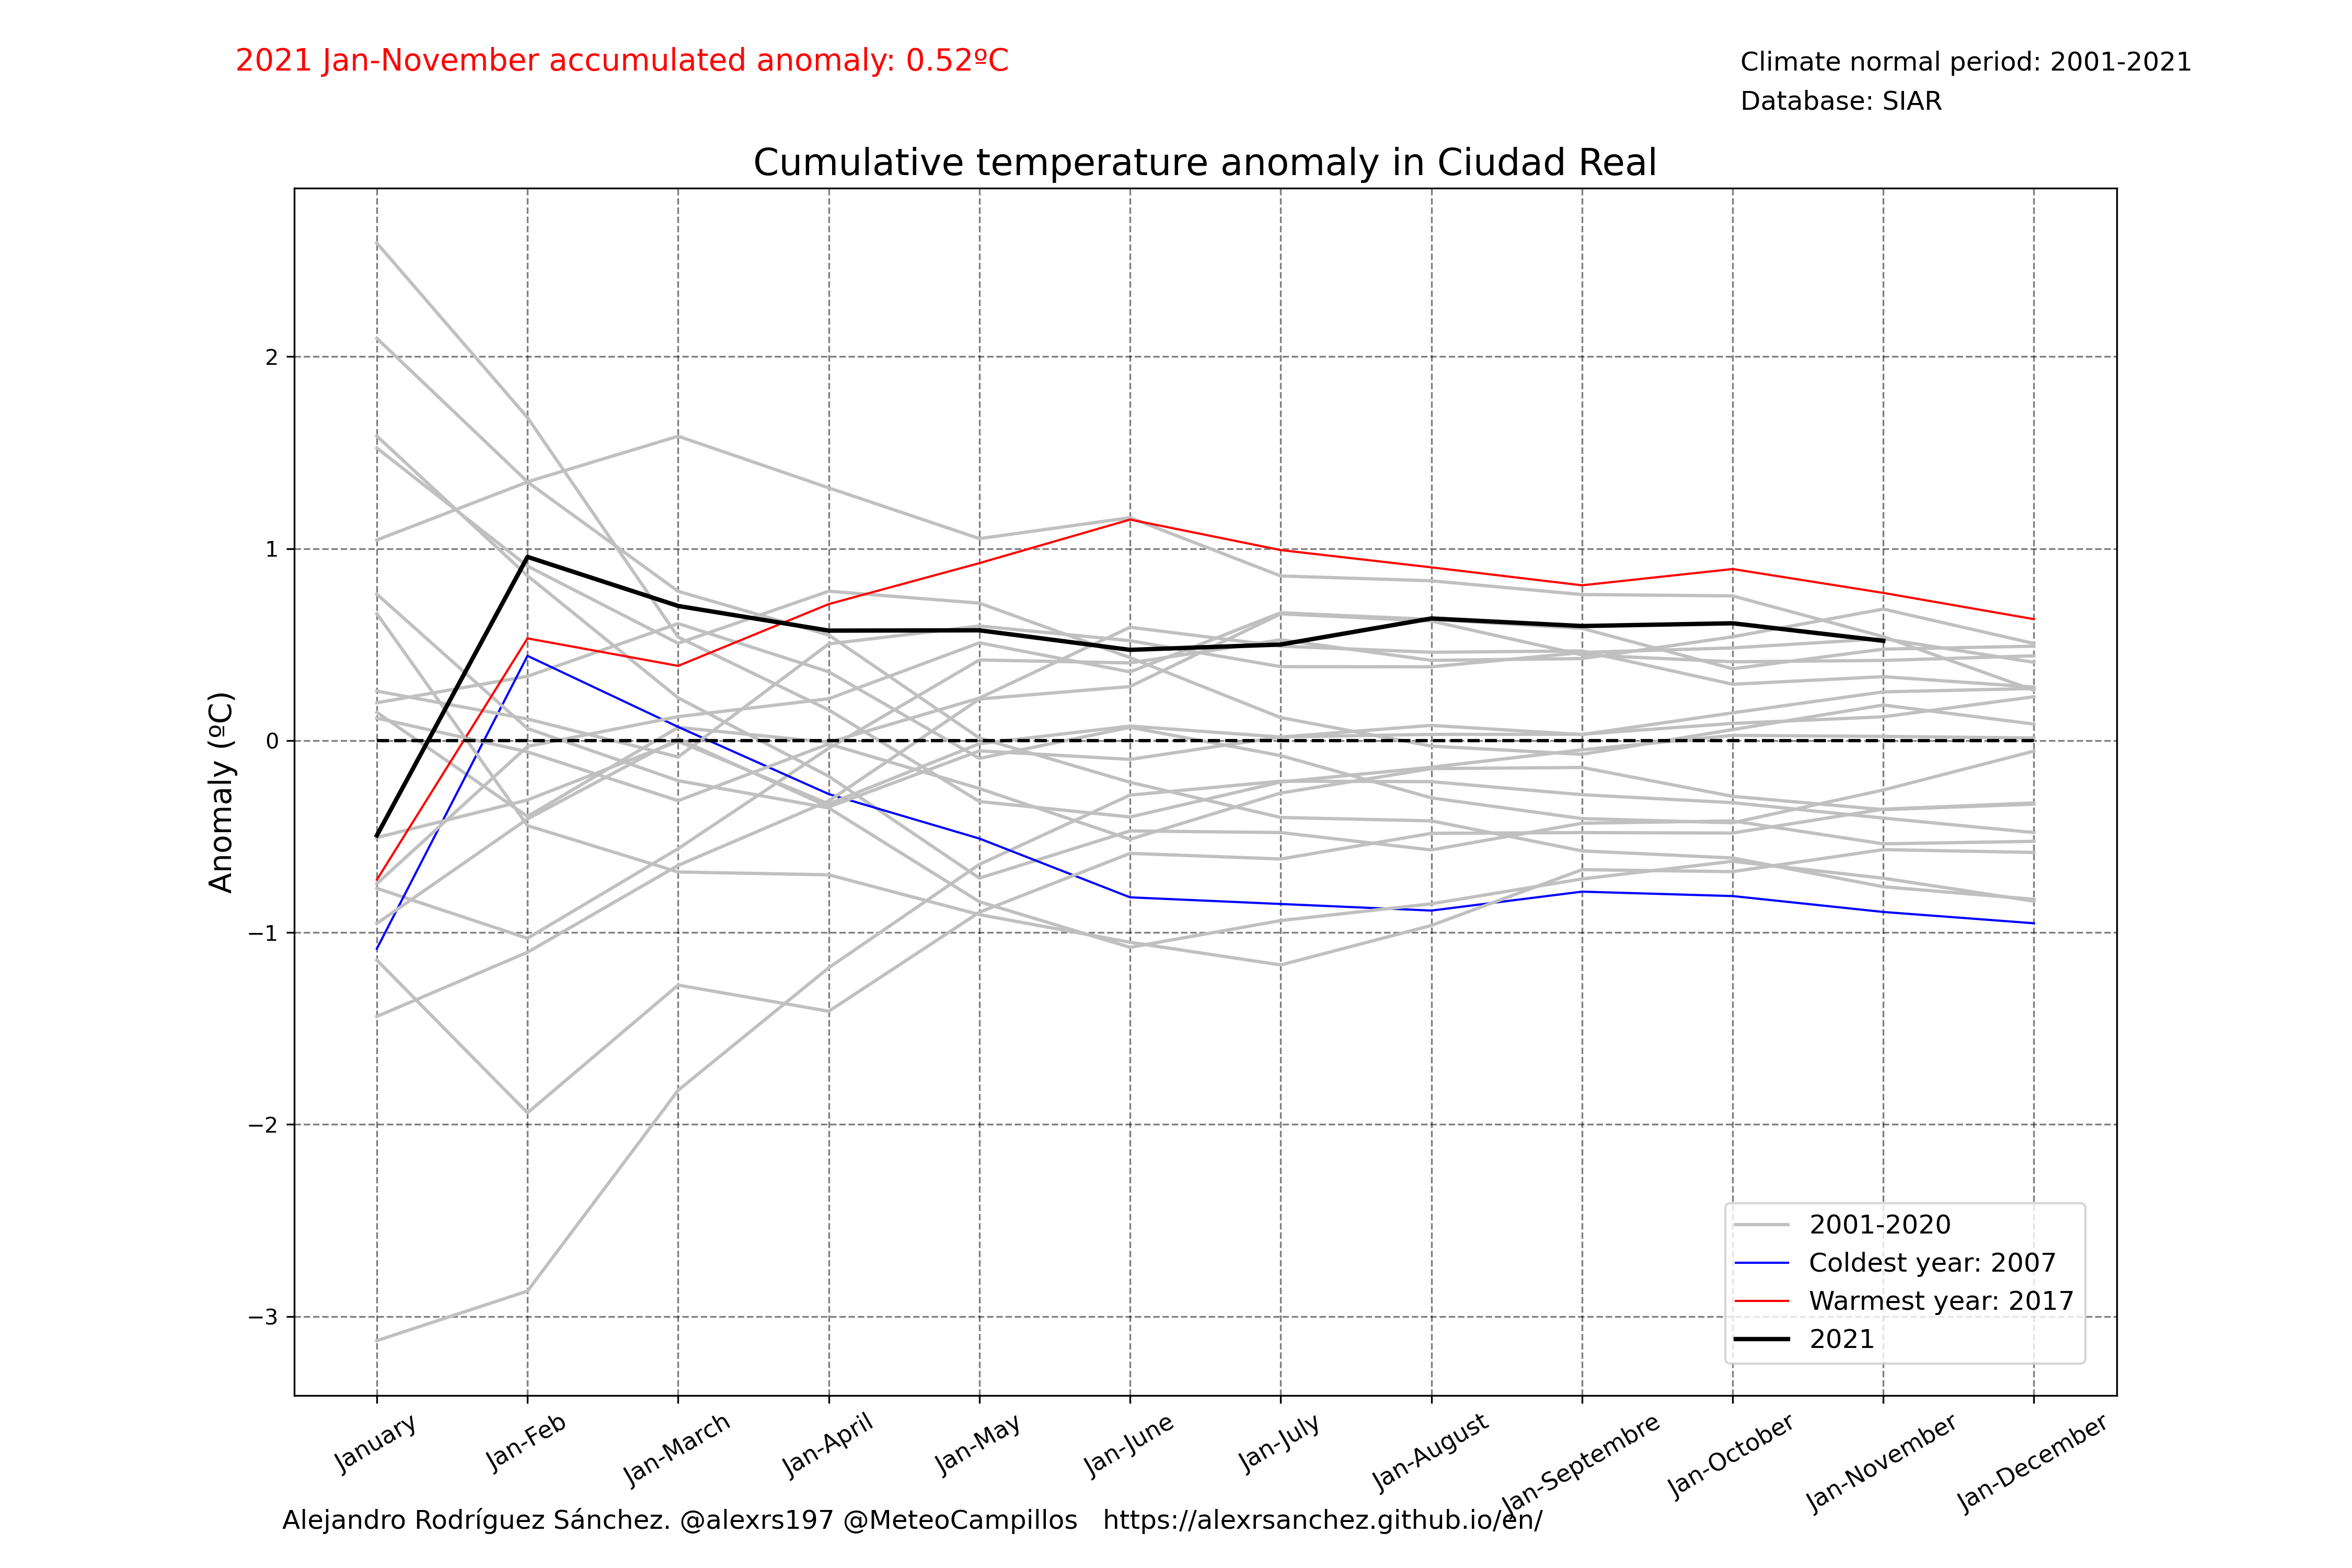 2021 Jan-November accumulated anomaly: 0.52ºC
Climate normal period: 2001-2021
Database: SIAR
Cumulative temperature anomaly in Ciudad Real
Anomaly (ºC)
2
1
0
−1
−2
−3
2001-2020
Coldest year: 2007
Warmest year: 2017
2021
January
Jan-Feb
Jan-March
Jan-April
Jan-May
Jan-June
Jan-July
Jan-August
Jan-Septembre
Jan-October
Jan-November
Jan-December
Alejandro Rodríguez Sánchez. @alexrs197 @MeteoCampillos https://alexrsanchez.github.io/en/